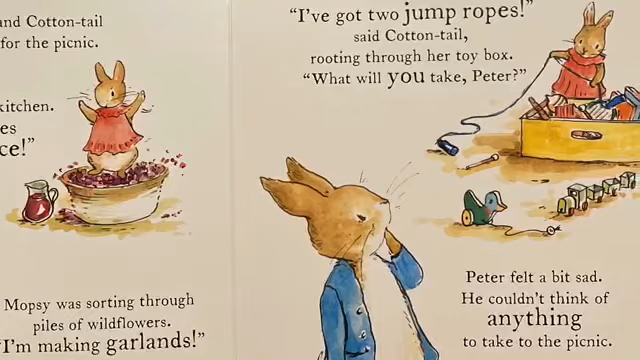 and Cotton-tail
for the picnic.
kitchen.
Mopsy was sorting through
piles of wildflowers.
"I'm making garlands!"
"I've got two jump ropes!"
said Cotton-tail,
rooting through her toy box.
"What will you take, Peter?"
Peter felt a bit sad.
He couldn't think of
anything
to take to the picnic.